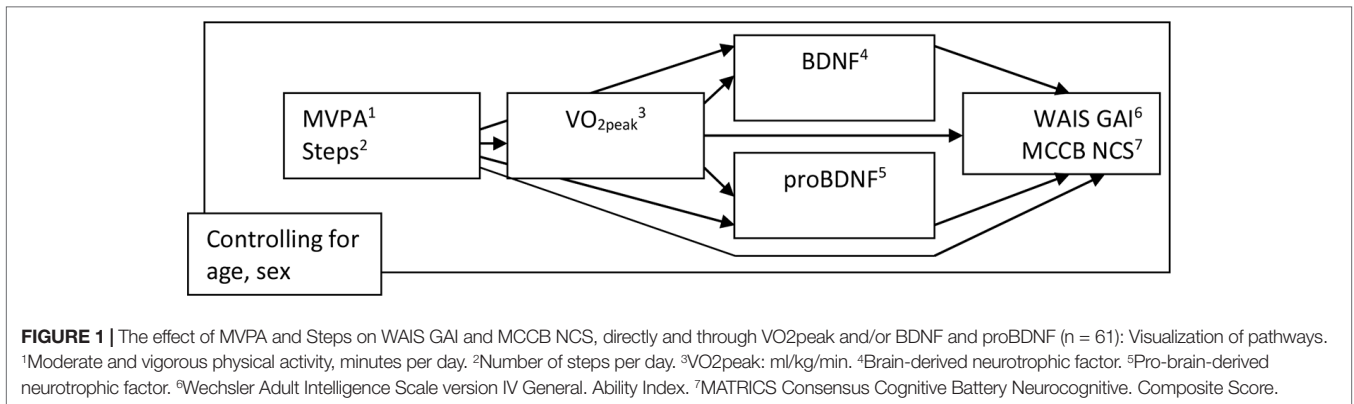 BDNF⁴
MVPA¹
Steps²
VO₂peak³
WAIS GAI⁶
MCCB NCS⁷
proBDNF⁵
Controlling for
age, sex
FIGURE 1 | The effect of MVPA and Steps on WAIS GAI and MCCB NCS, directly and through VO2peak and/or BDNF and proBDNF (n = 61): Visualization of pathways.
¹Moderate and vigorous physical activity, minutes per day. ²Number of steps per day. ³VO2peak: ml/kg/min. ⁴Brain-derived neurotrophic factor. ⁵Pro-brain-derived
neurotrophic factor. ⁶Wechsler Adult Intelligence Scale version IV General. Ability Index. ⁷MATRICS Consensus Cognitive Battery Neurocognitive. Composite Score.